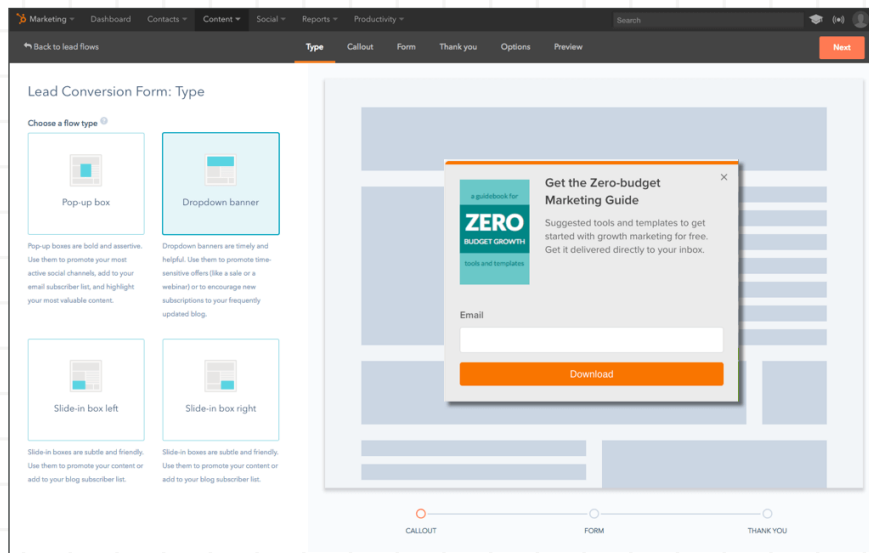 Marketing Dashboard Contacts Content Social Reports Productivity Search
Back to lead flows Type Callout Form Thank you Options Preview Next
Lead Conversion Form: Type
Choose a flow type
Pop-up box
Pop-up boxes are bold and assertive.
Use them to promote your most
active social channels, add to your
email subscriber list, and highlight
your most valuable content.
Dropdown banner
Dropdown banners are timely and
helpful. Use them to promote time-
sensitive offers (like a sale or a
webinar) or to encourage new
subscriptions to your frequently
updated blog.
Slide-in box left
Slide-in boxes are subtle and friendly.
Use them to promote your content or
add to your blog subscriber list.
Slide-in box right
Slide-in boxes are subtle and friendly.
Use them to promote your content or
add to your blog subscriber list.
a guidebook for
ZERO
BUDGET GROWTH
tools and templates
Get the Zero-budget
Marketing Guide
Suggested tools and templates to get
started with growth marketing for free.
Get it delivered directly to your inbox.
Email
Download
CALLOUT FORM THANK YOU